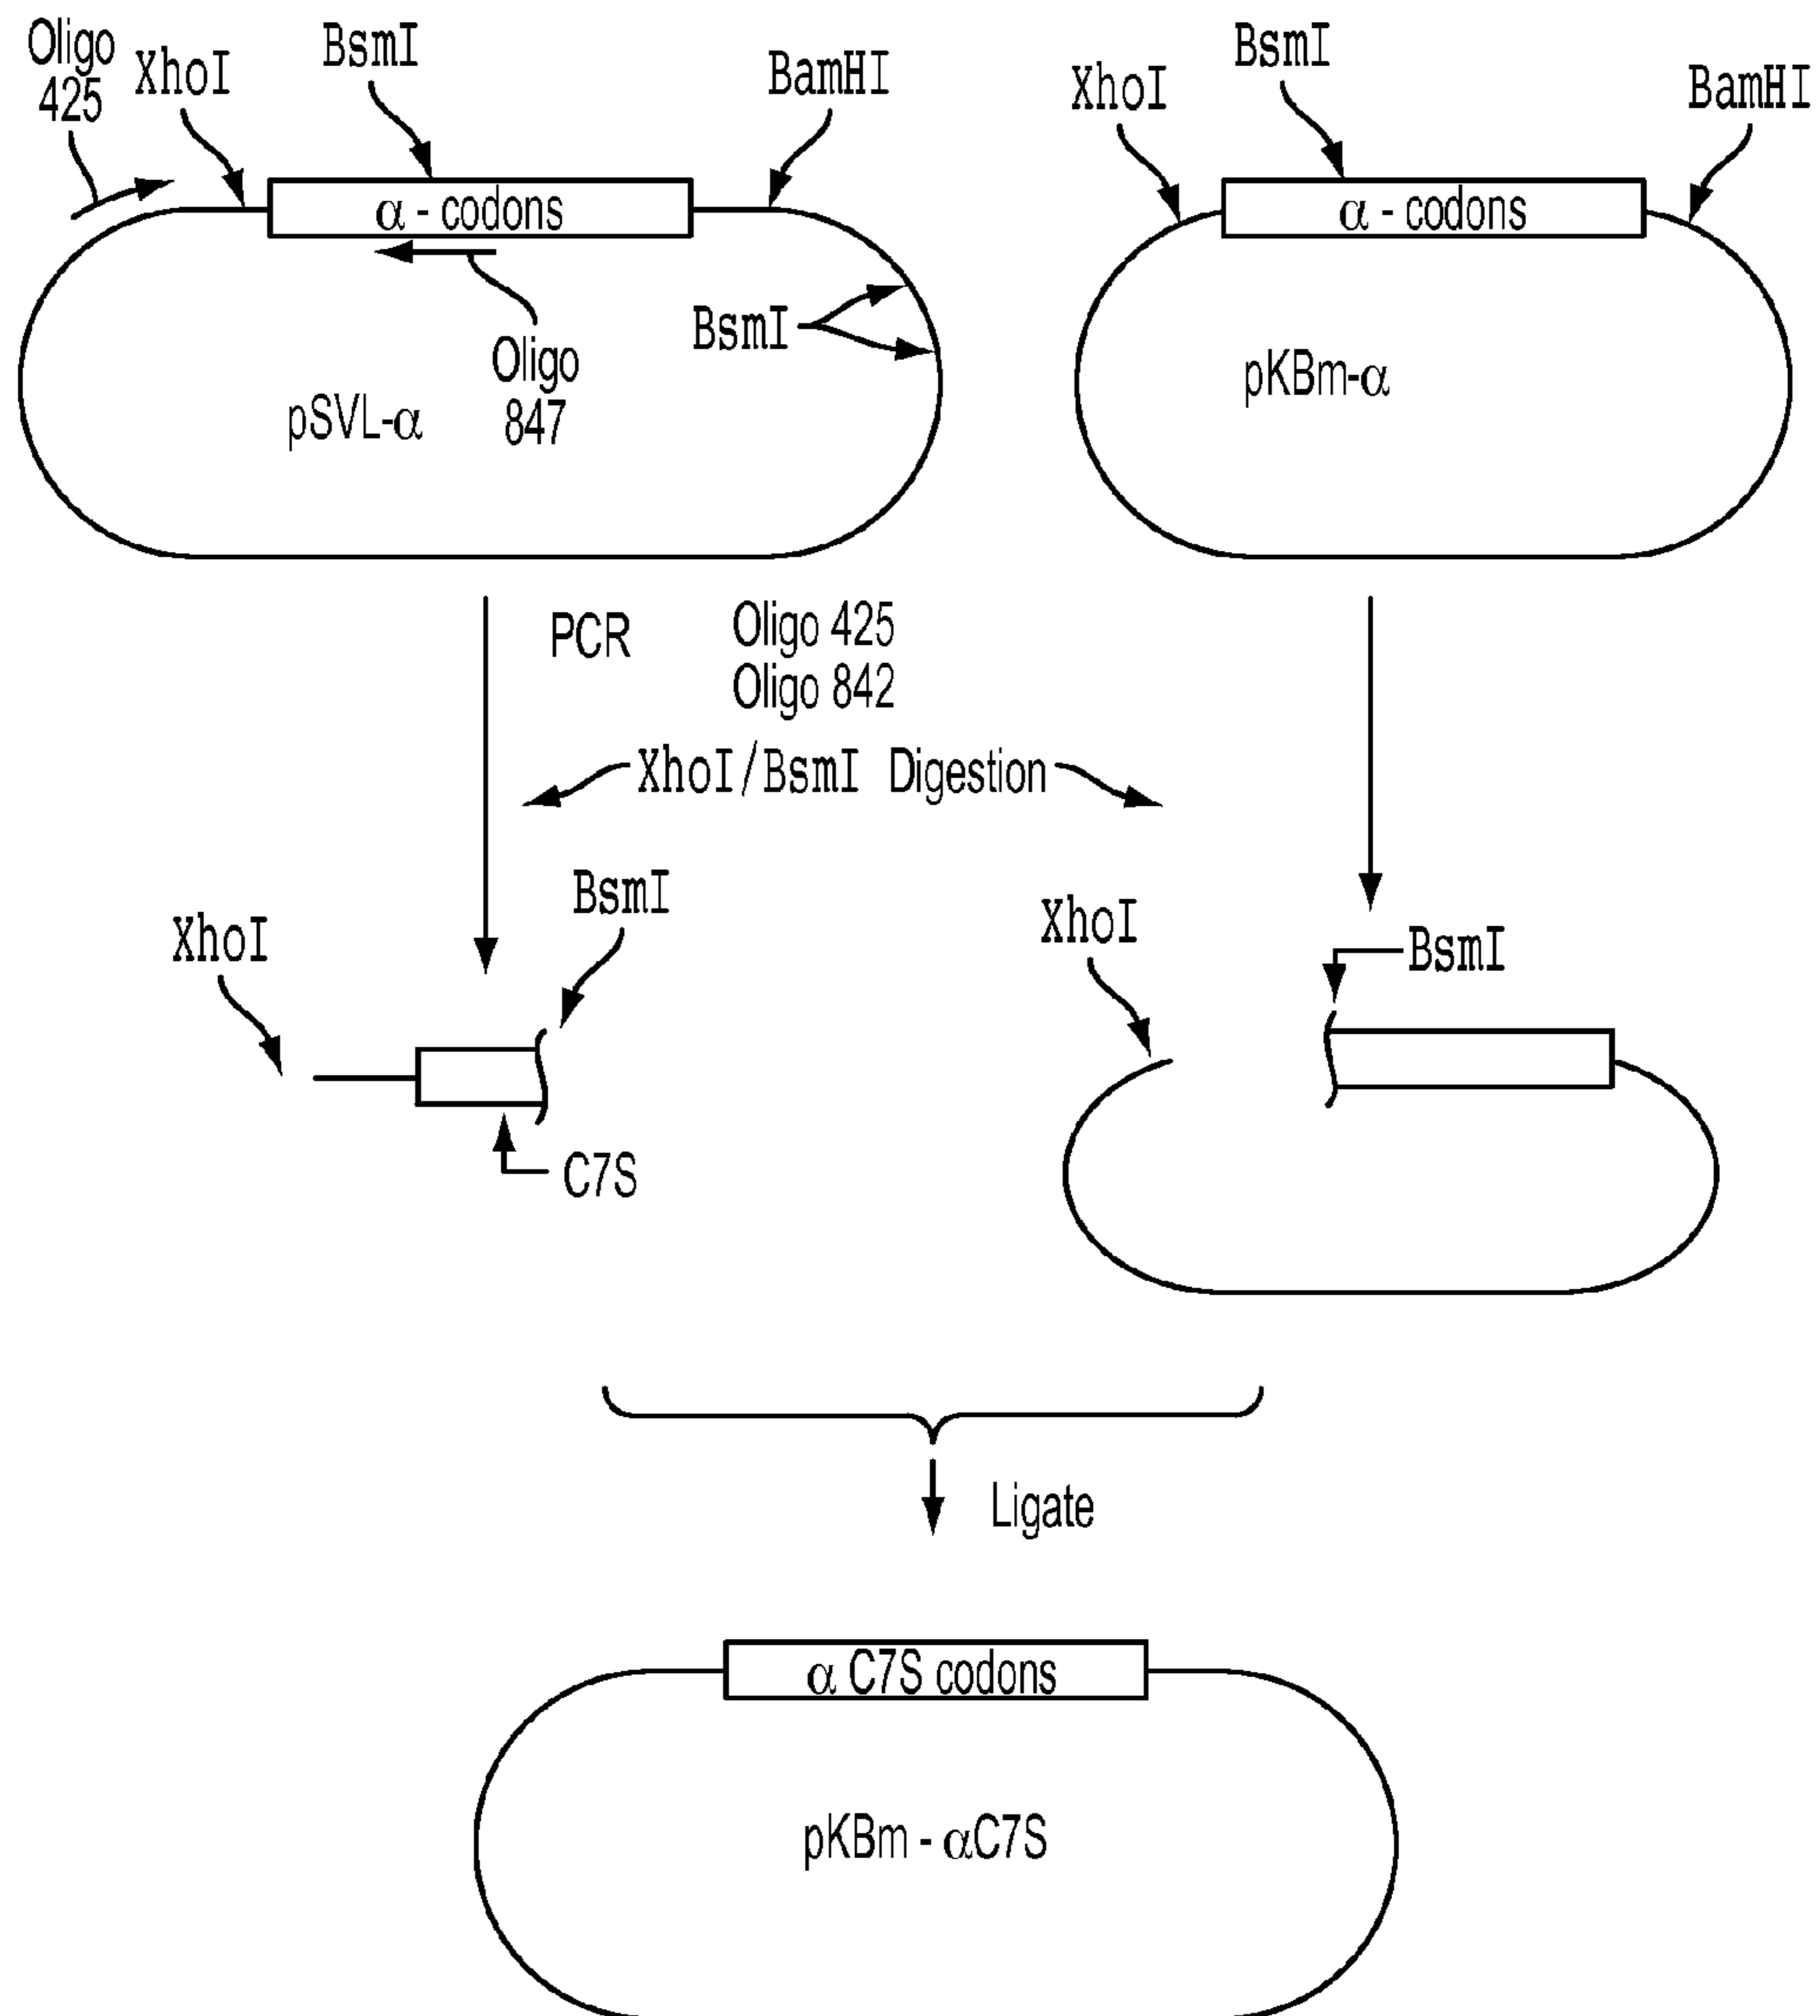 Oligo
425
XhoI
BsmI
BamHI
α - codons
BsmI
Oligo
847
pSVL-α
XhoI
BsmI
BamHI
α - codons
pKBm-α
PCR
Oligo 425
Oligo 842
XhoI/BsmI Digestion
XhoI
BsmI
C7S
XhoI
BsmI
Ligate
α C7S codons
pKBm - αC7S